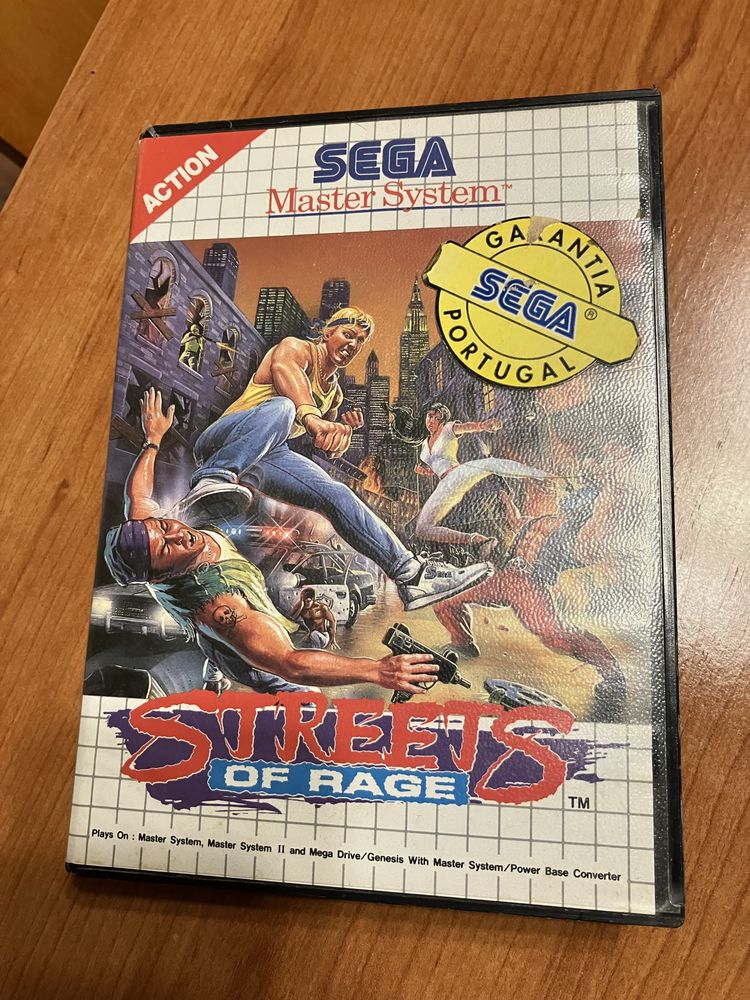 ACTION
SEGA
Master System™
GARANTIA
SEGA®
PORTUGAL
SEGA
STREETS
OF RAGE
TM
Plays On : Master System, Master System II and Mega Drive/Genesis With Master System/Power Base Converter